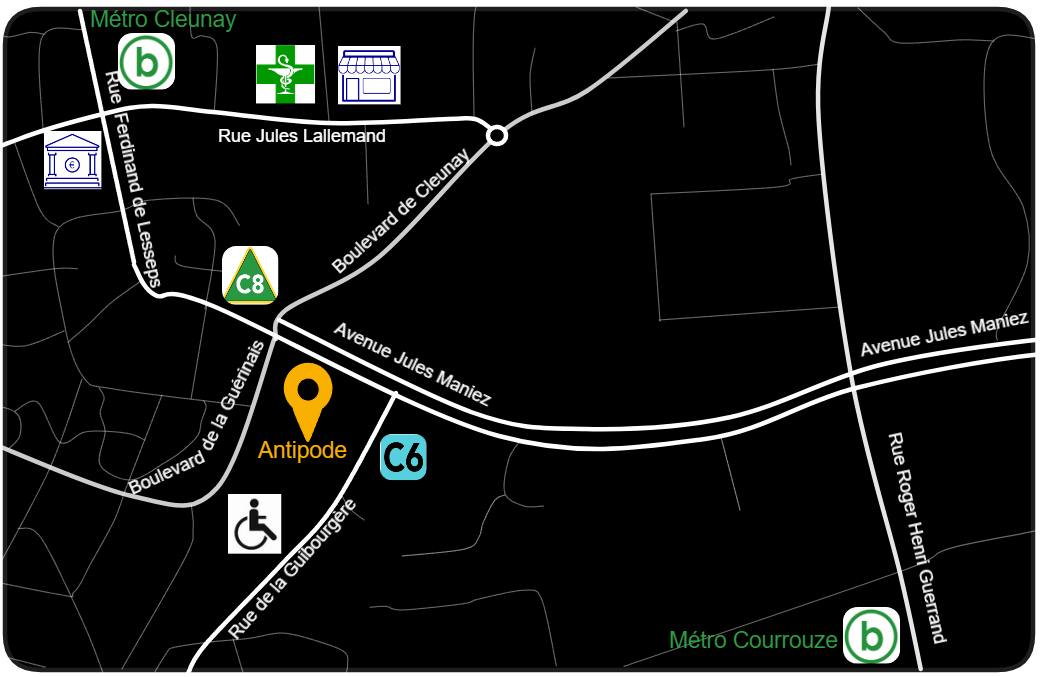 Métro Cleunay
b
Rue Ferdinand de Lesseps
Rue Jules Lallemand
€
Boulevard de Cleunay
C8
Avenue Jules Maniez
Avenue Jules Maniez
Boulevard de la Guérinais
Antipode
C6
Rue de la Guibourgère
Rue Roger Henri Guerrand
Métro Courrouze
b